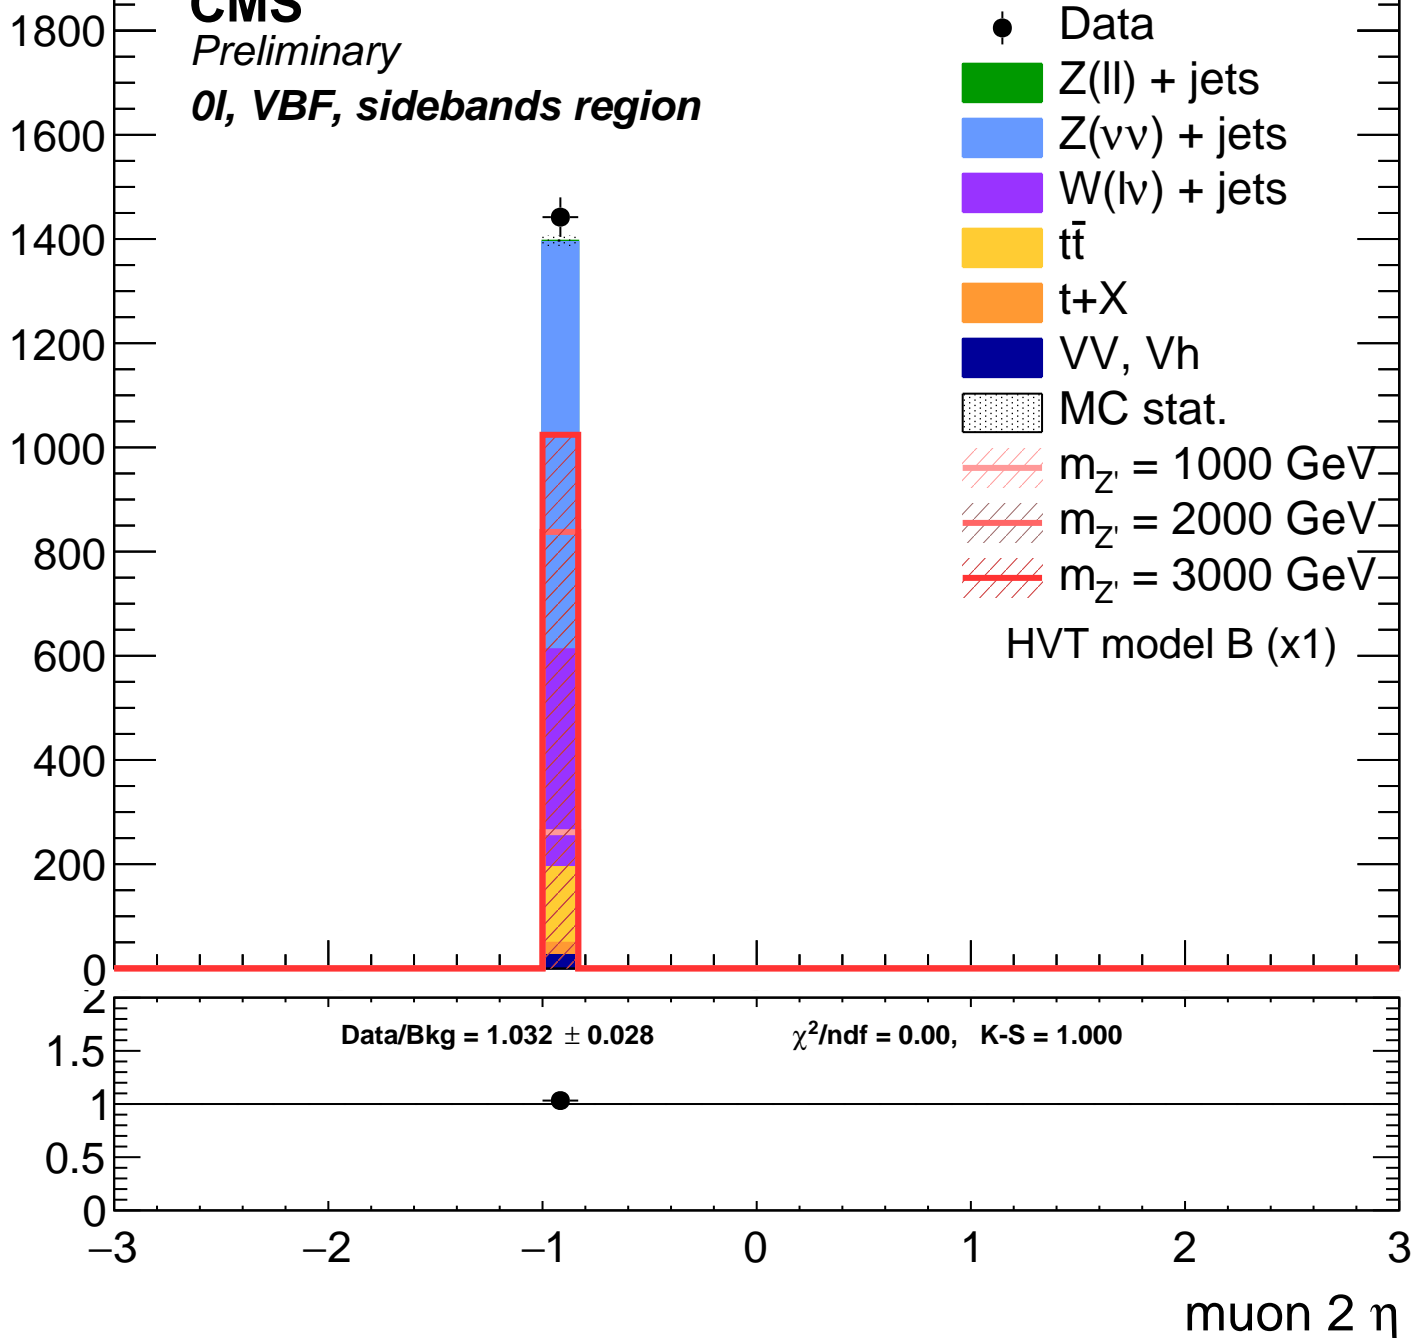 CMS
Preliminary
0l, VBF, sidebands region
Data
Z(ll) + jets
Z(νν) + jets
W(lν) + jets
tt̄
t+X
VV, Vh
MC stat.
m_Z' = 1000 GeV
m_Z' = 2000 GeV
m_Z' = 3000 GeV
HVT model B (x1)
1800
1600
1400
1200
1000
800
600
400
200
0
Data/Bkg = 1.032 ± 0.028
χ²/ndf = 0.00, K-S = 1.000
2
1.5
1
0.5
0
−3 −2 −1 0 1 2 3
muon 2 η